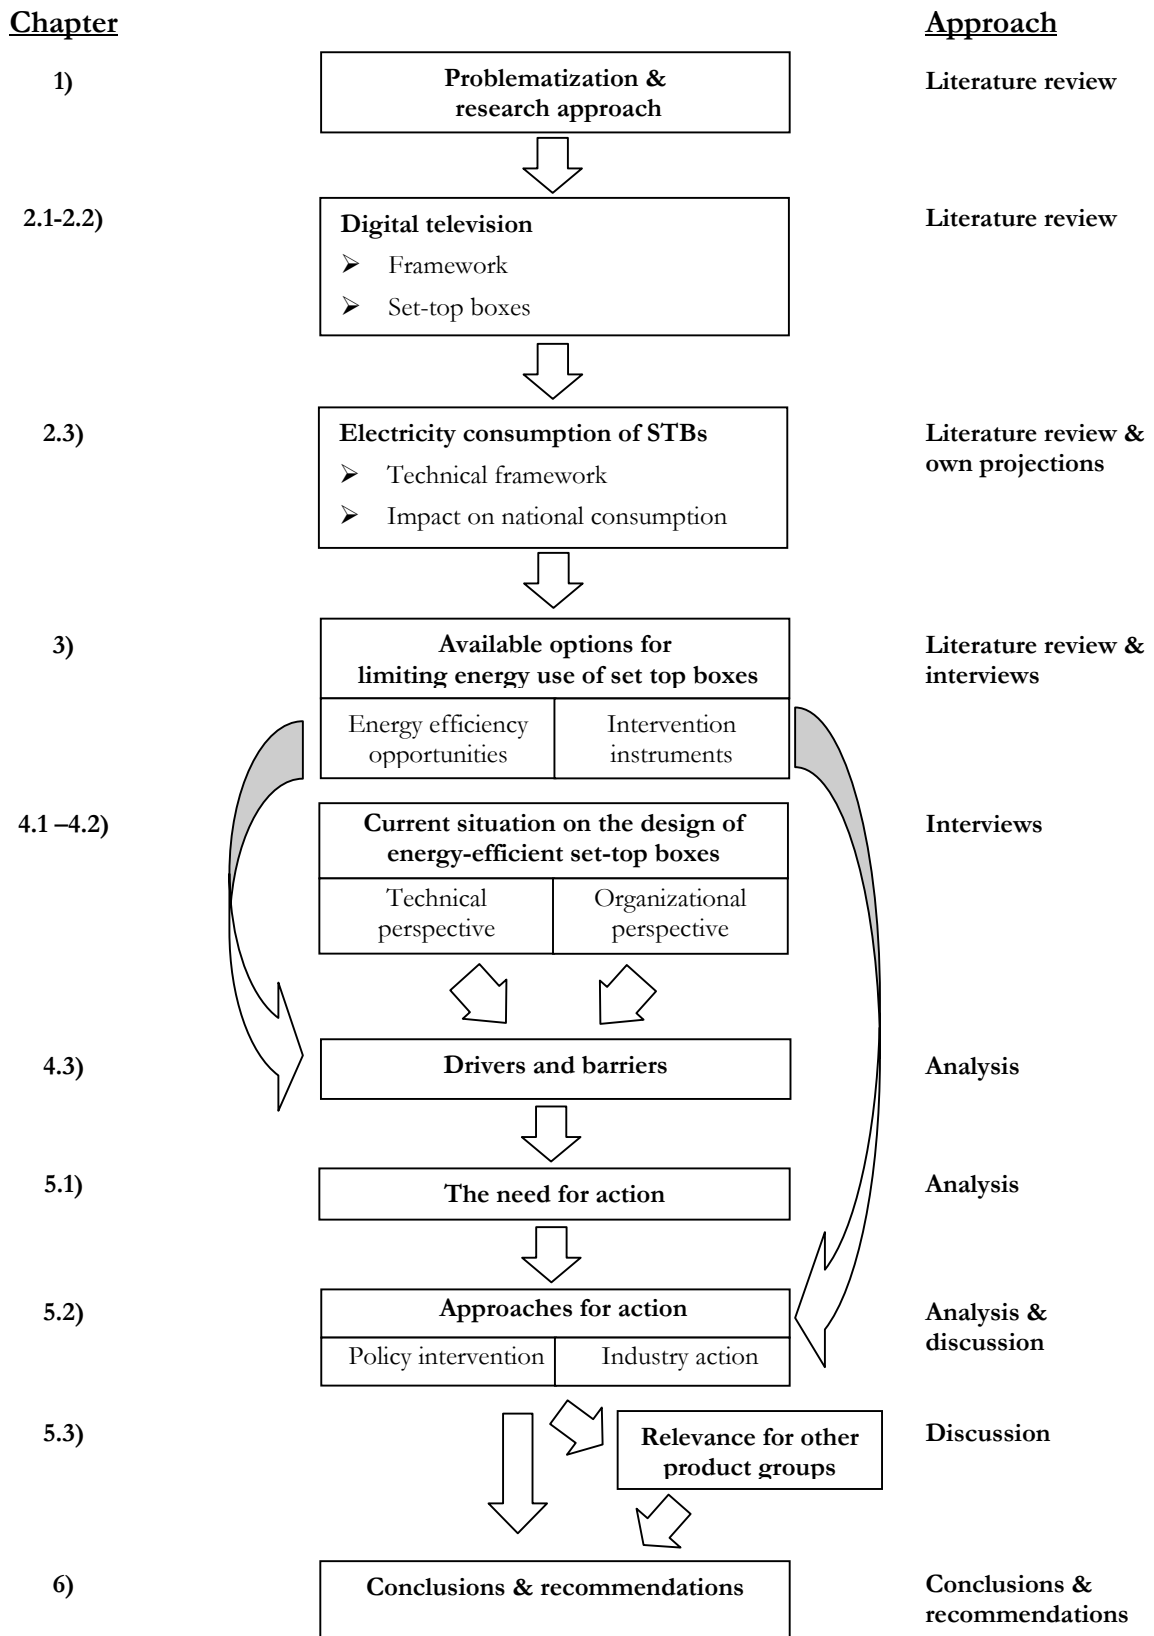 Chapter
Approach
1)
Problematization &
research approach
Literature review
2.1-2.2)
Digital television
➢ Framework
➢ Set-top boxes
Literature review
2.3)
Electricity consumption of STBs
➢ Technical framework
➢ Impact on national consumption
Literature review &
own projections
3)
Available options for
limiting energy use of set top boxes
Energy efficiency
opportunities
Intervention
instruments
Literature review &
interviews
4.1 –4.2)
Current situation on the design of
energy-efficient set-top boxes
Technical
perspective
Organizational
perspective
Interviews
4.3)
Drivers and barriers
Analysis
5.1)
The need for action
Analysis
5.2)
Approaches for action
Policy intervention
Industry action
Analysis &
discussion
5.3)
Relevance for other
product groups
Discussion
6)
Conclusions & recommendations
Conclusions &
recommendations